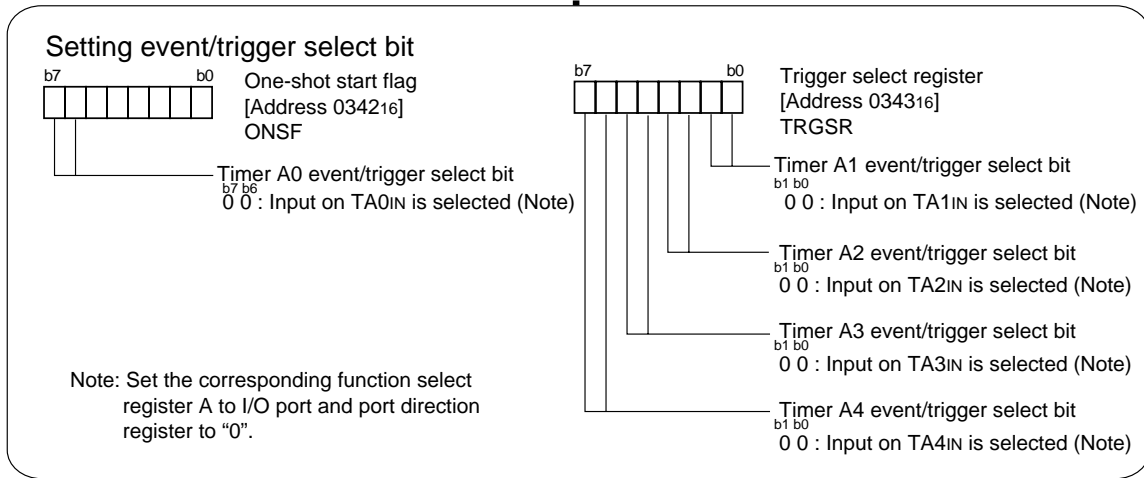 Setting event/trigger select bit
b7 b0
One-shot start flag
[Address 034216]
ONSF
Timer A0 event/trigger select bit
b7 b6
0 0 : Input on TA0IN is selected (Note)
Note: Set the corresponding function select
register A to I/O port and port direction
register to “0”.
b7 b0
Trigger select register
[Address 034316]
TRGSR
Timer A1 event/trigger select bit
b1 b0
0 0 : Input on TA1IN is selected (Note)
Timer A2 event/trigger select bit
b1 b0
0 0 : Input on TA2IN is selected (Note)
Timer A3 event/trigger select bit
b1 b0
0 0 : Input on TA3IN is selected (Note)
Timer A4 event/trigger select bit
b1 b0
0 0 : Input on TA4IN is selected (Note)